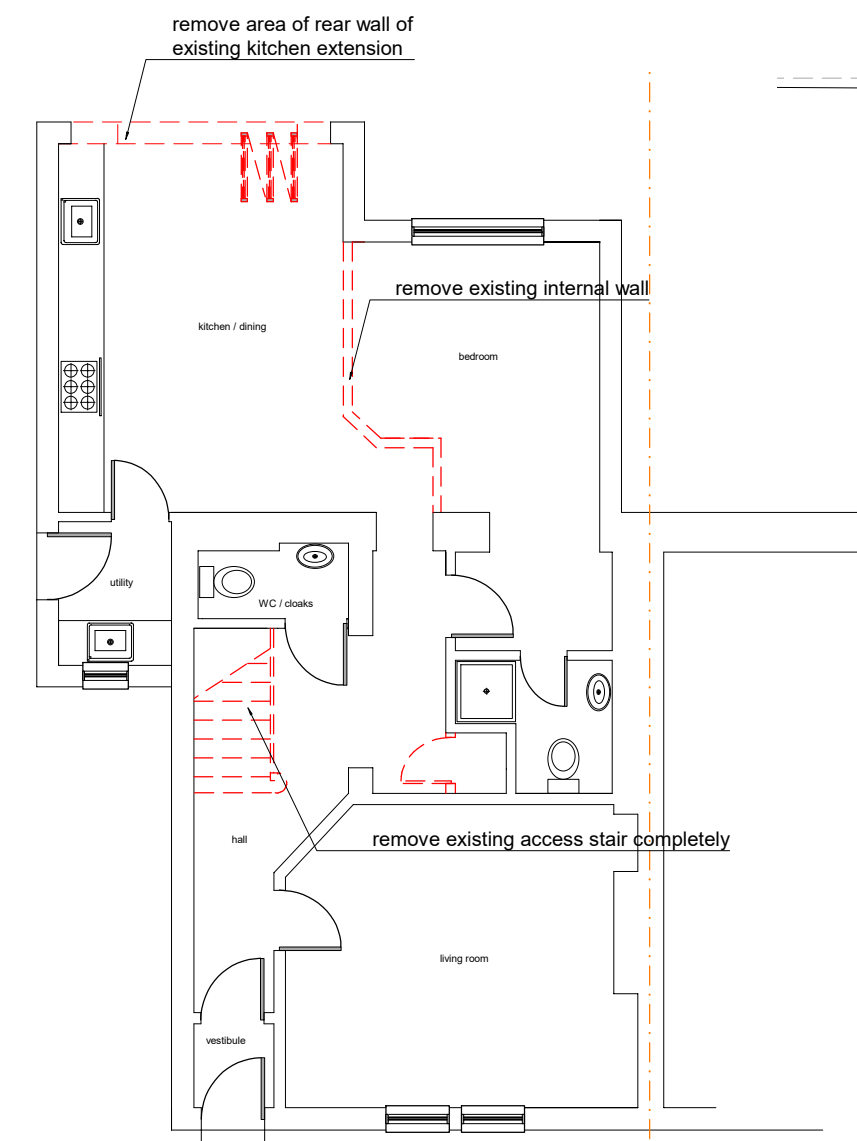 remove area of rear wall of
existing kitchen extension
remove existing internal wall
kitchen / dining
bedroom
utility
WC / cloaks
hall
remove existing access stair completely
living room
vestibule